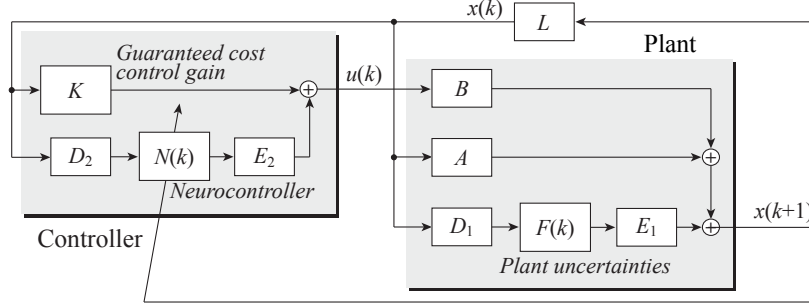 x(k)
L
Plant
Guaranteed cost
control gain
K
u(k)
B
D2
N(k)
E2
A
Neurocontroller
Controller
D1
F(k)
E1
x(k+1)
Plant uncertainties